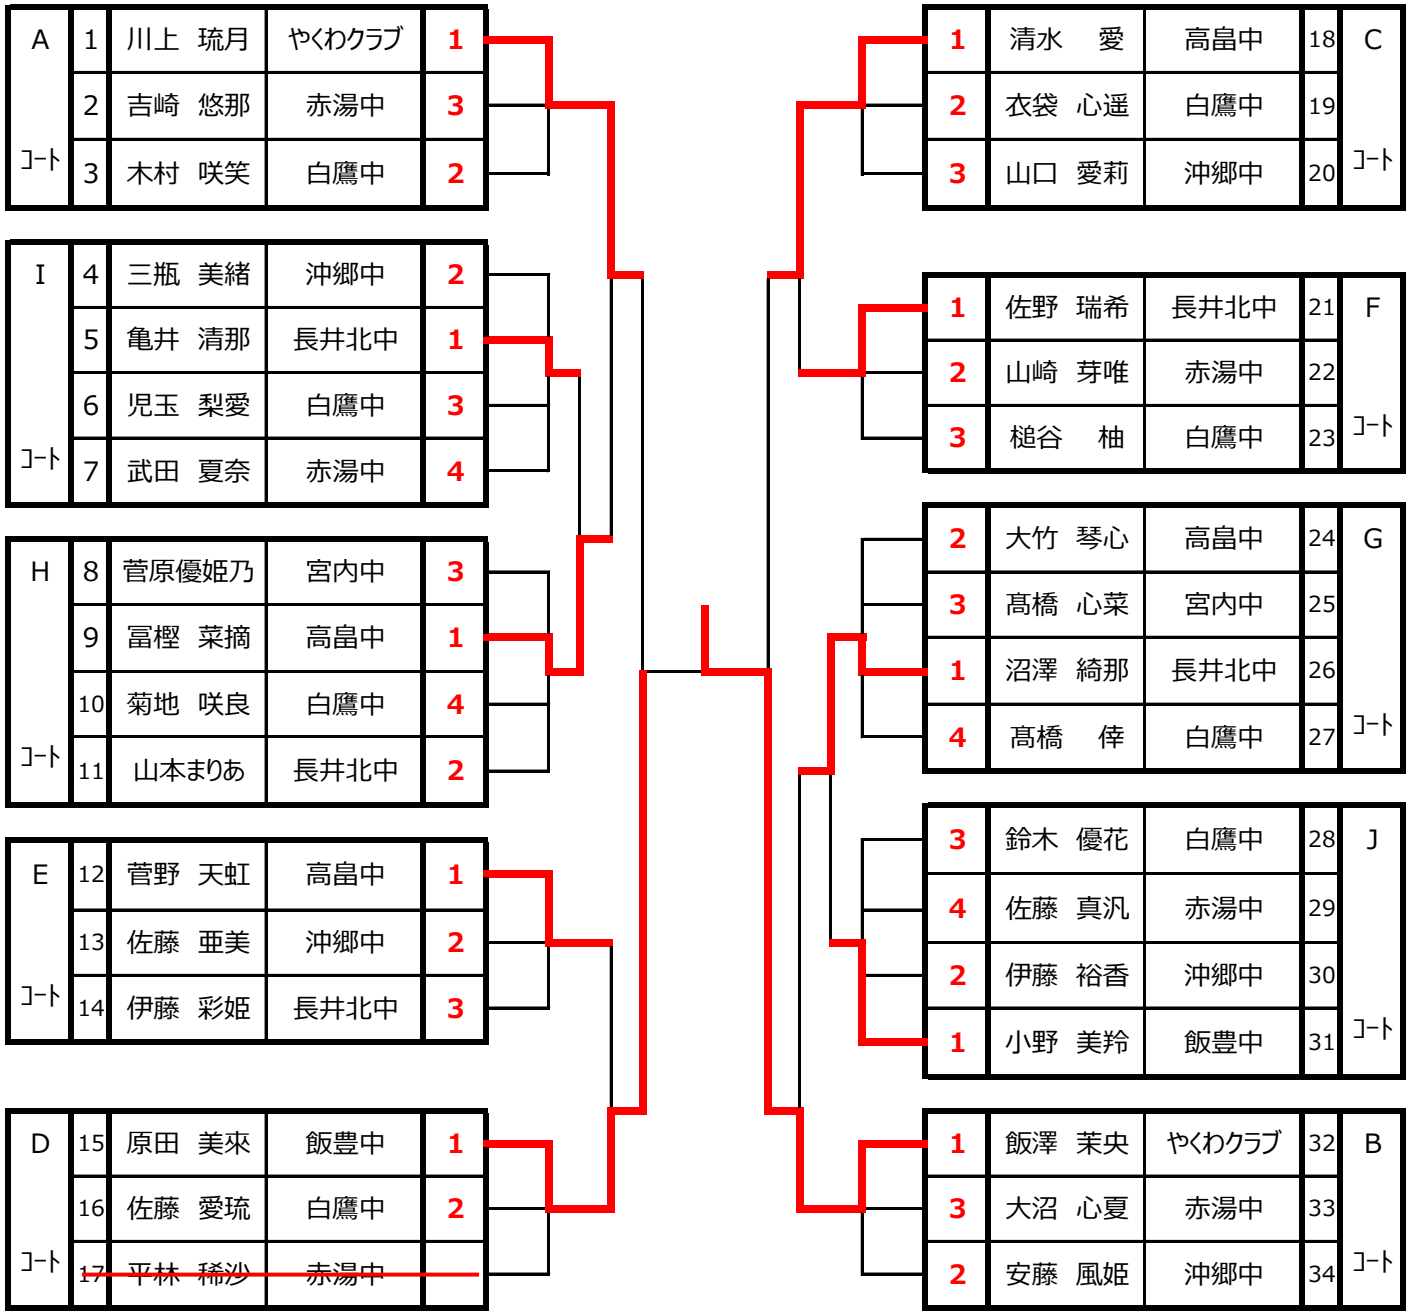 A 1 川上 琉月 やくわクラブ 1
2 吉崎 悠那 赤湯中 3
コート 3 木村 咲笑 白鷹中 2
I 4 三瓶 美緒 沖郷中 2
5 亀井 清那 長井北中 1
6 児玉 梨愛 白鷹中 3
コート 7 武田 夏奈 赤湯中 4
H 8 菅原優姫乃 宮内中 3
9 冨樫 菜摘 高畠中 1
10 菊地 咲良 白鷹中 4
コート 11 山本まりあ 長井北中 2
E 12 菅野 天虹 高畠中 1
13 佐藤 亜美 沖郷中 2
コート 14 伊藤 彩姫 長井北中 3
D 15 原田 美來 飯豊中 1
16 佐藤 愛琉 白鷹中 2
コート 17 平林 稀沙 赤湯中
1 清水 愛 高畠中 18 C
2 衣袋 心遥 白鷹中 19
3 山口 愛莉 沖郷中 20 コート
1 佐野 瑞希 長井北中 21 F
2 山崎 芽唯 赤湯中 22
3 槌谷 柚 白鷹中 23 コート
2 大竹 琴心 高畠中 24 G
3 髙橋 心菜 宮内中 25
1 沼澤 綺那 長井北中 26
4 髙橋 倖 白鷹中 27 コート
3 鈴木 優花 白鷹中 28 J
4 佐藤 真汎 赤湯中 29
2 伊藤 裕香 沖郷中 30
1 小野 美羚 飯豊中 31 コート
1 飯澤 茉央 やくわクラブ 32 B
3 大沼 心夏 赤湯中 33
2 安藤 風姫 沖郷中 34 コート